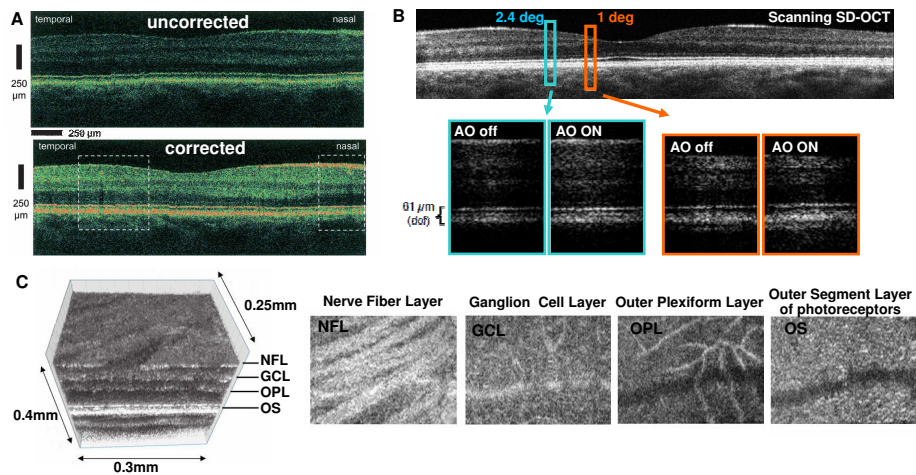 A
uncorrected
temporal
nasal
250
µm
250 µm
corrected
temporal
nasal
250
µm
B
2.4 deg
1 deg
Scanning SD-OCT
AO off
AO ON
AO off
AO ON
61 µm
(dof)
C
0.25mm
NFL
GCL
OPL
OS
0.4mm
0.3mm
Nerve Fiber Layer
NFL
Ganglion Cell Layer
GCL
Outer Plexiform Layer
OPL
Outer Segment Layer
of photoreceptors
OS